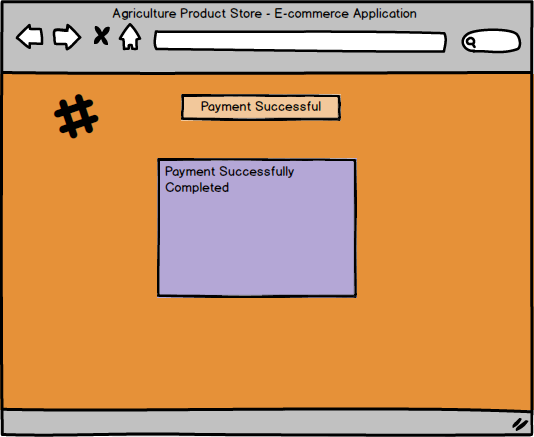 Agriculture Product Store - E-commerce Application
Payment Successful
Payment Successfully
Completed